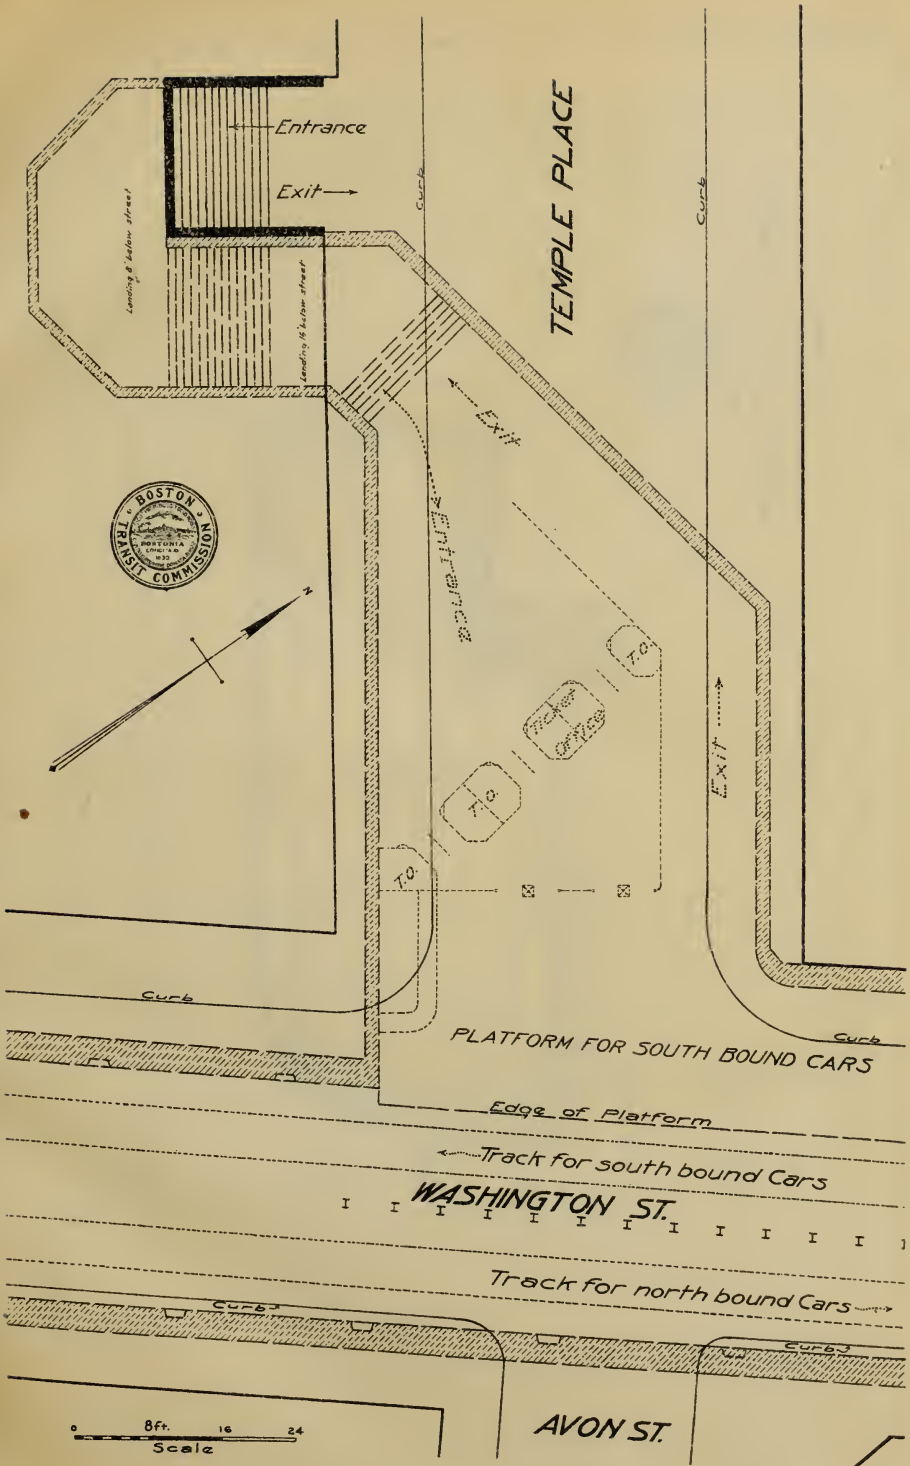 Entrance
Exit
Curb
Curb
TEMPLE PLACE
Landing 8' below street
Landing 16' below street
Exit
Entrance
BOSTON
TRANSIT COMMISSION
BOSTONIA
N
T.O.
Ticket
Office
T.O.
T.O.
Exit
Curb
PLATFORM FOR SOUTH BOUND CARS
Curb
Edge of Platform
Track for south bound Cars
WASHINGTON ST.
Track for north bound Cars
Curb
Curb
0 8ft. 16 24
Scale
AVON ST.